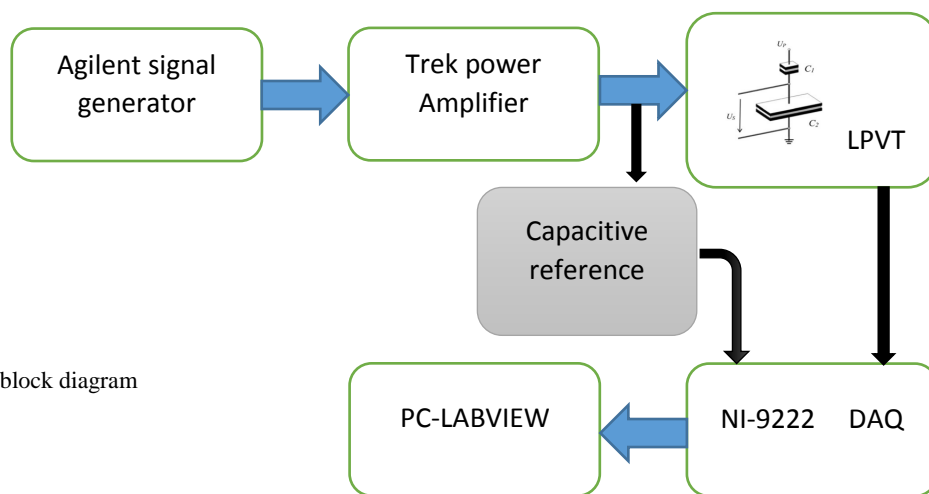 Agilent signal
generator
Trek power
Amplifier
Up
C1
Us
C2
LPVT
Capacitive
reference
block diagram
PC-LABVIEW
NI-9222 DAQ